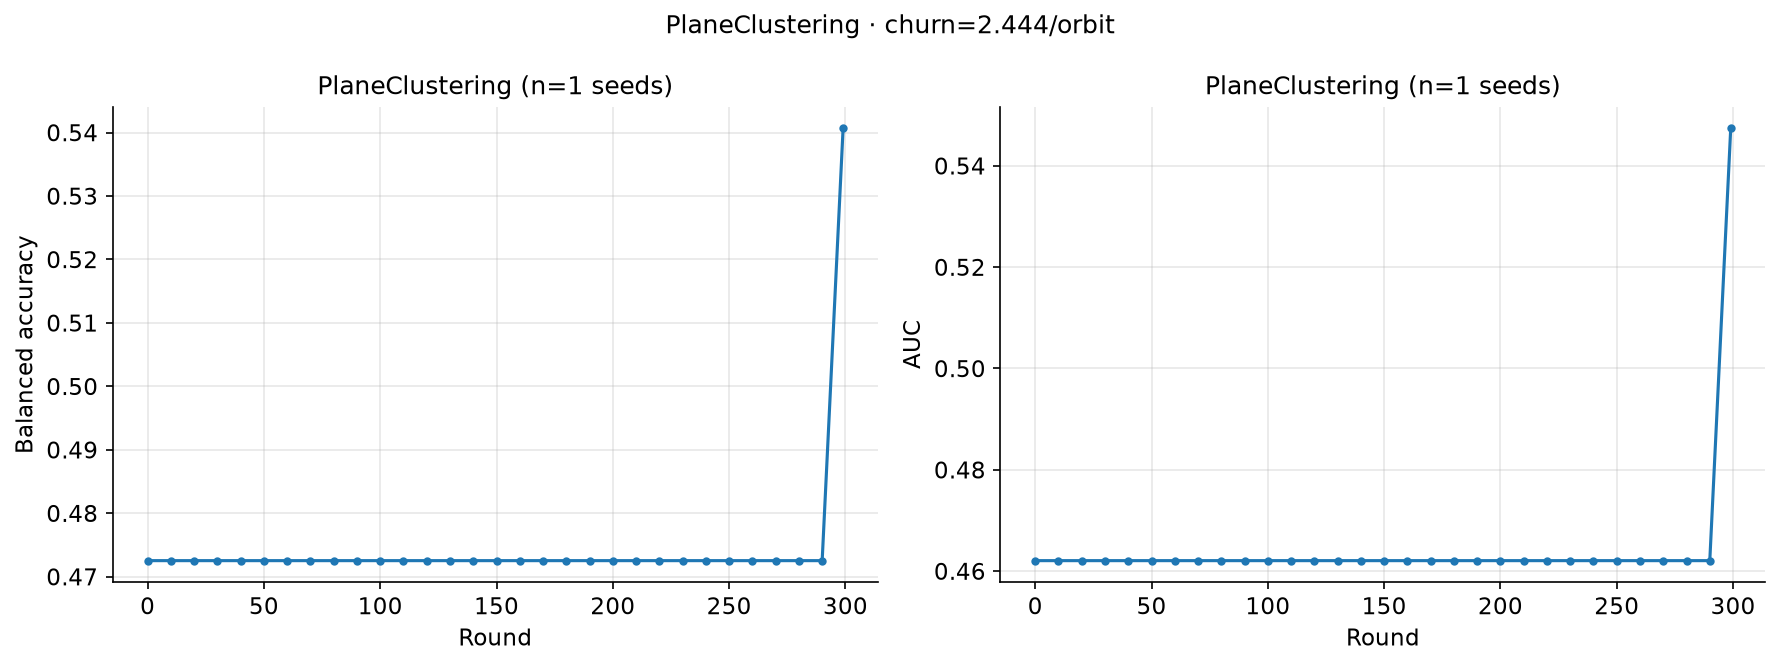 PlaneClustering · churn=2.444/orbit
PlaneClustering (n=1 seeds)
Balanced accuracy
0.54
0.53
0.52
0.51
0.50
0.49
0.48
0.47
0 50 100 150 200 250 300
Round
PlaneClustering (n=1 seeds)
AUC
0.54
0.52
0.50
0.48
0.46
0 50 100 150 200 250 300
Round